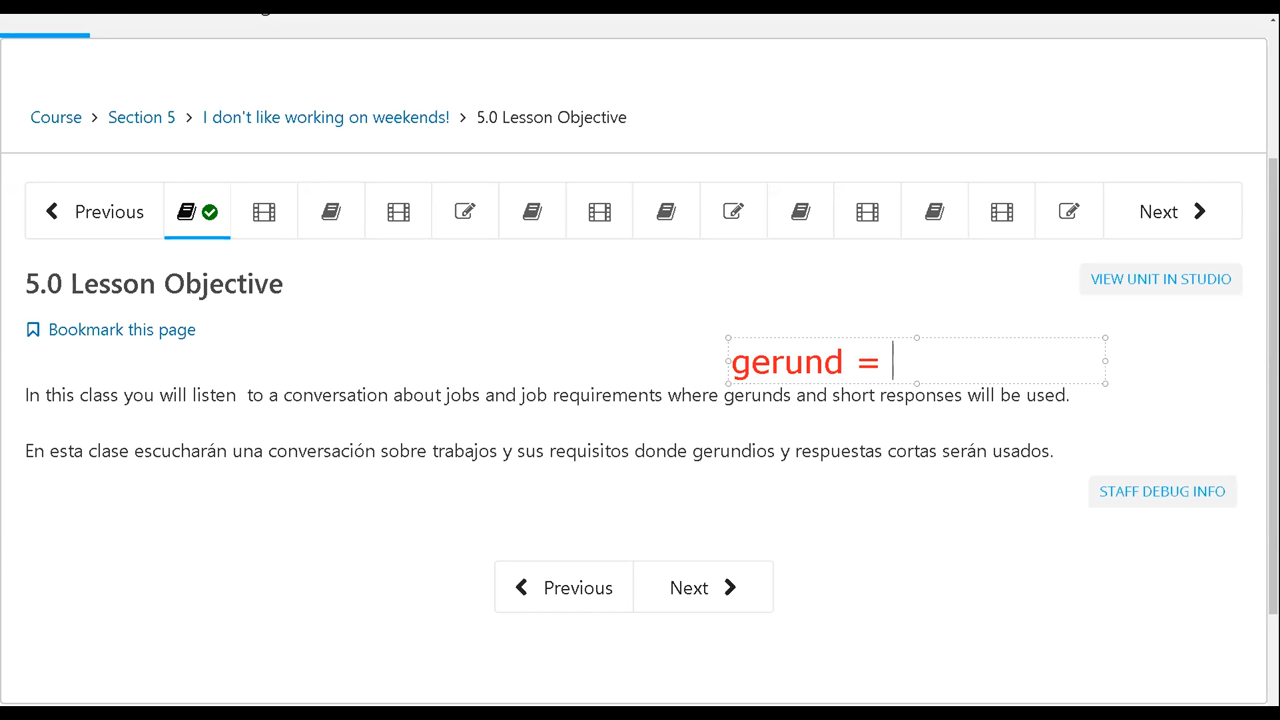 Course > Section 5 > I don't like working on weekends! > 5.0 Lesson Objective
Previous
Next
5.0 Lesson Objective
VIEW UNIT IN STUDIO
Bookmark this page
gerund =
In this class you will listen  to a conversation about jobs and job requirements where gerunds and short responses will be used.
En esta clase escucharán una conversación sobre trabajos y sus requisitos donde gerundios y respuestas cortas serán usados.
STAFF DEBUG INFO
Previous
Next